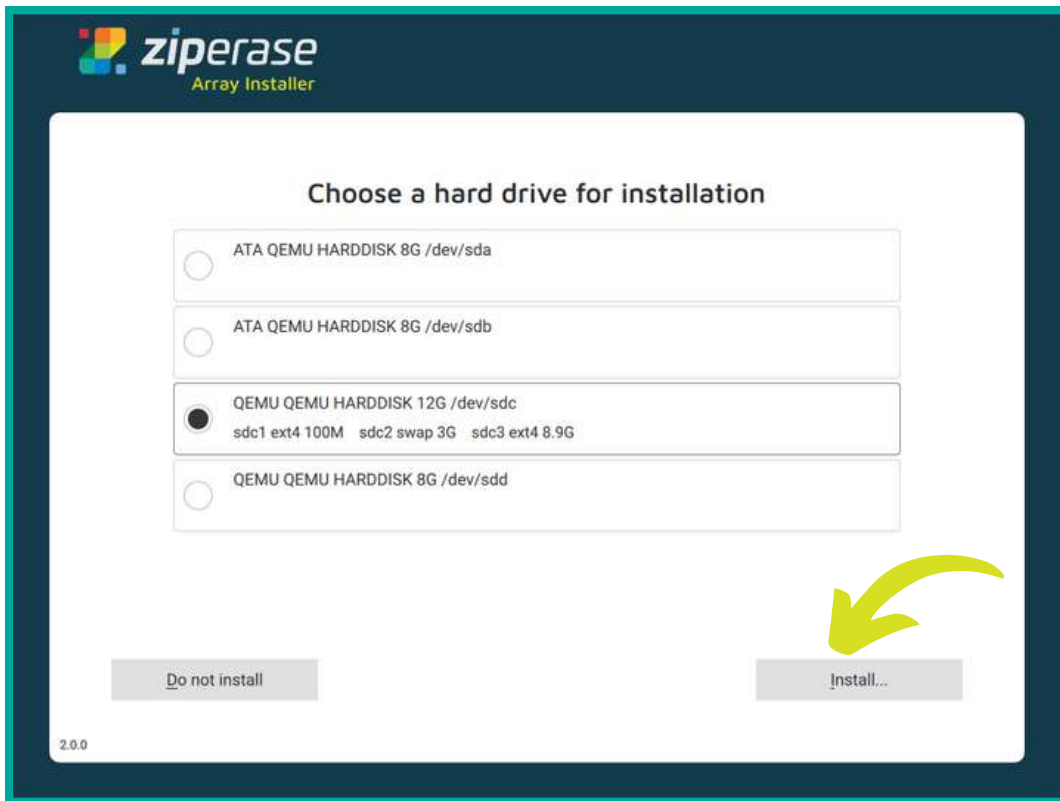 ziperase
Array Installer
Choose a hard drive for installation
ATA QEMU HARDDISK 8G /dev/sda
ATA QEMU HARDDISK 8G /dev/sdb
QEMU QEMU HARDDISK 12G /dev/sdc
sdc1 ext4 100M sdc2 swap 3G sdc3 ext4 8.9G
QEMU QEMU HARDDISK 8G /dev/sdd
Do not install
Install...
2.0.0